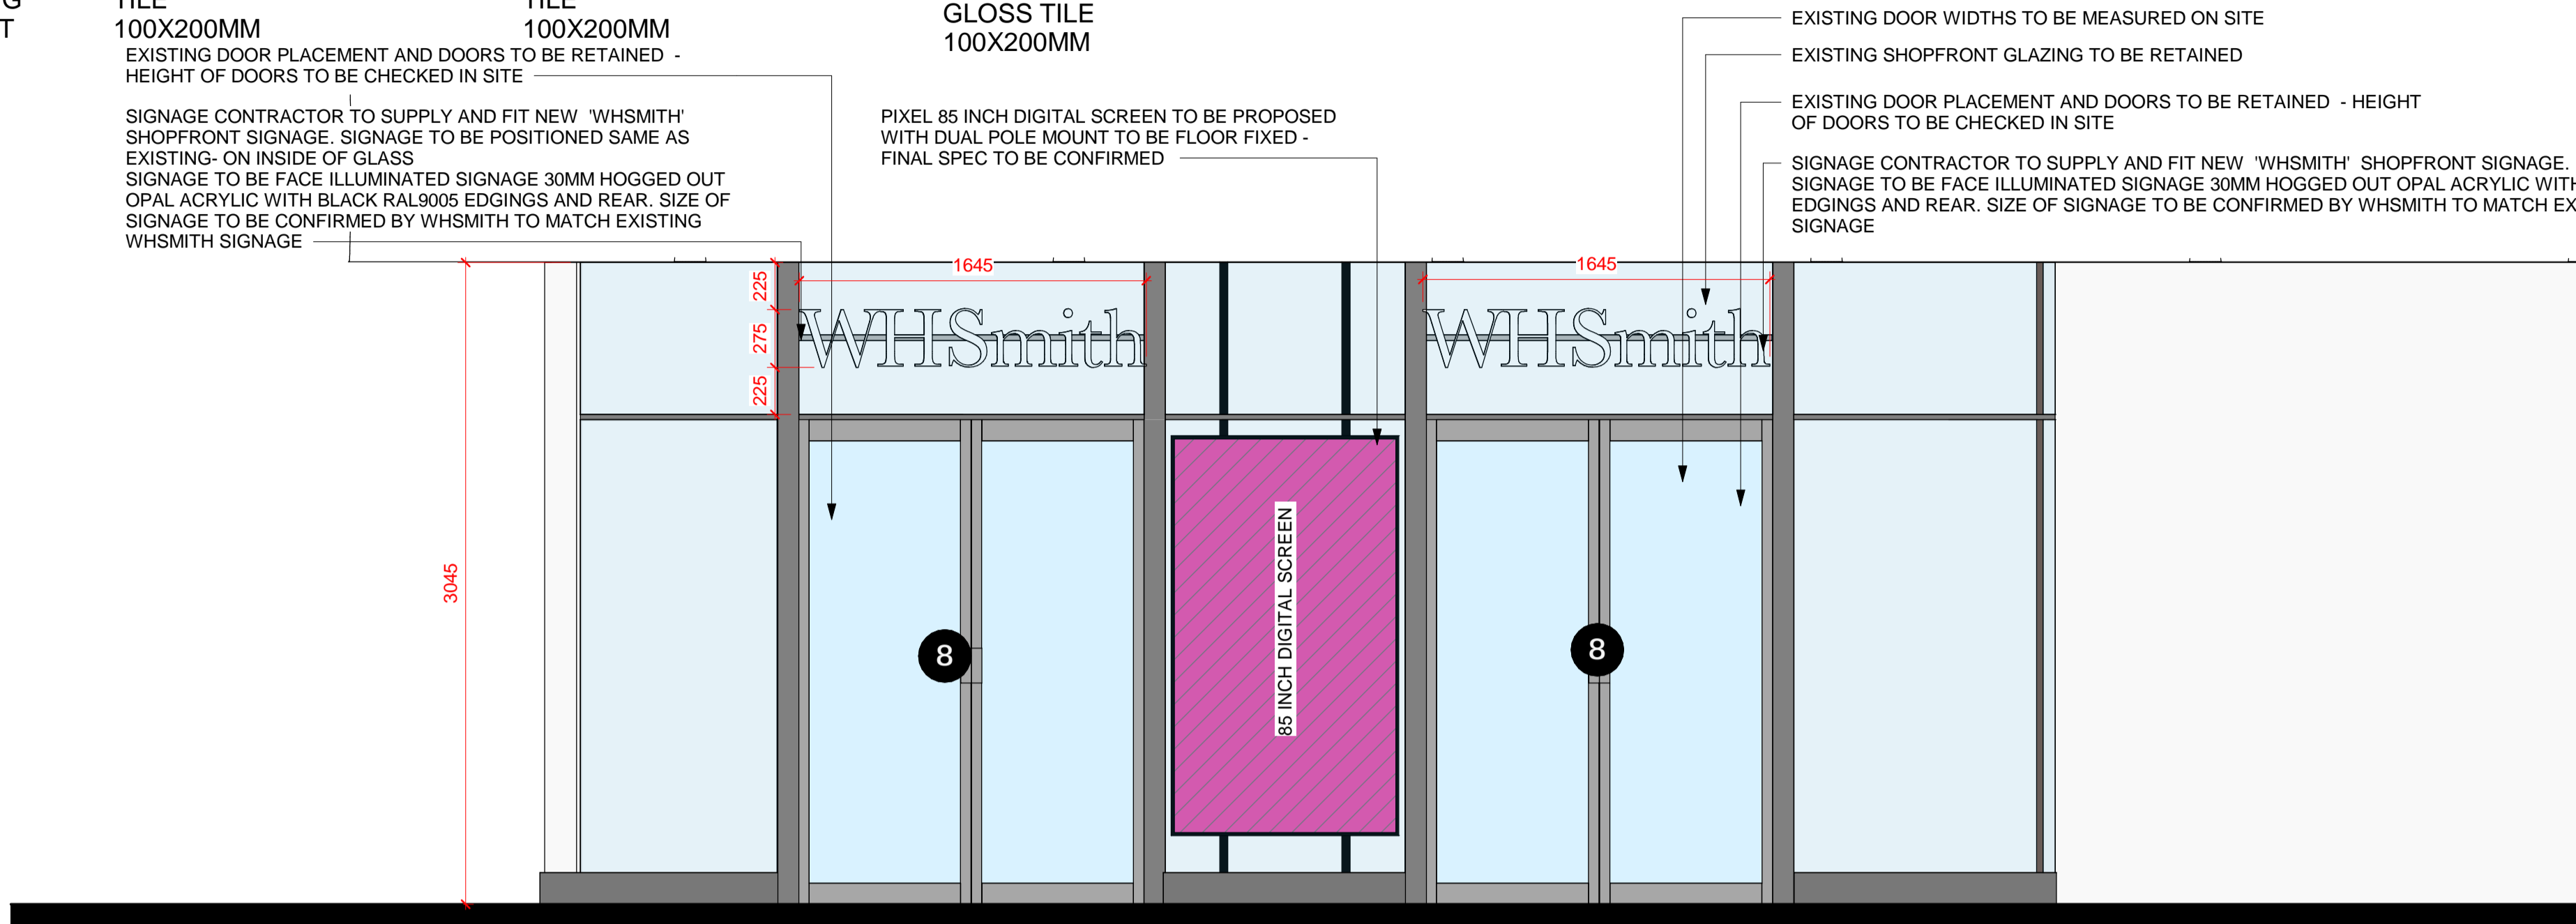 G
T
TILE
100X200MM
TILE
100X200MM
GLOSS TILE
100X200MM
EXISTING DOOR PLACEMENT AND DOORS TO BE RETAINED -
HEIGHT OF DOORS TO BE CHECKED IN SITE
SIGNAGE CONTRACTOR TO SUPPLY AND FIT NEW 'WHSMITH'
SHOPFRONT SIGNAGE. SIGNAGE TO BE POSITIONED SAME AS
EXISTING- ON INSIDE OF GLASS
SIGNAGE TO BE FACE ILLUMINATED SIGNAGE 30MM HOGGED OUT
OPAL ACRYLIC WITH BLACK RAL9005 EDGINGS AND REAR. SIZE OF
SIGNAGE TO BE CONFIRMED BY WHSMITH TO MATCH EXISTING
WHSMITH SIGNAGE
PIXEL 85 INCH DIGITAL SCREEN TO BE PROPOSED
WITH DUAL POLE MOUNT TO BE FLOOR FIXED -
FINAL SPEC TO BE CONFIRMED
EXISTING DOOR WIDTHS TO BE MEASURED ON SITE
EXISTING SHOPFRONT GLAZING TO BE RETAINED
EXISTING DOOR PLACEMENT AND DOORS TO BE RETAINED - HEIGHT
OF DOORS TO BE CHECKED IN SITE
SIGNAGE CONTRACTOR TO SUPPLY AND FIT NEW 'WHSMITH' SHOPFRONT SIGNAGE.
SIGNAGE TO BE FACE ILLUMINATED SIGNAGE 30MM HOGGED OUT OPAL ACRYLIC WITH
EDGINGS AND REAR. SIZE OF SIGNAGE TO BE CONFIRMED BY WHSMITH TO MATCH EX
SIGNAGE
225
275
225
1645
1645
WHSmith
WHSmith
3045
85 INCH DIGITAL SCREEN
8
8